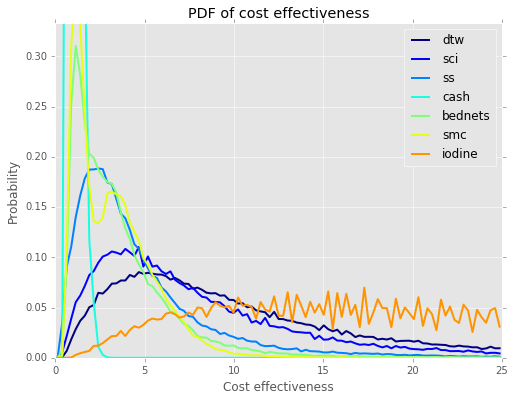 PDF of cost effectiveness
dtw
sci
ss
cash
bednets
smc
iodine
0.30
0.25
0.20
0.15
0.10
0.05
0.00
Probability
0
5
10
15
20
25
Cost effectiveness